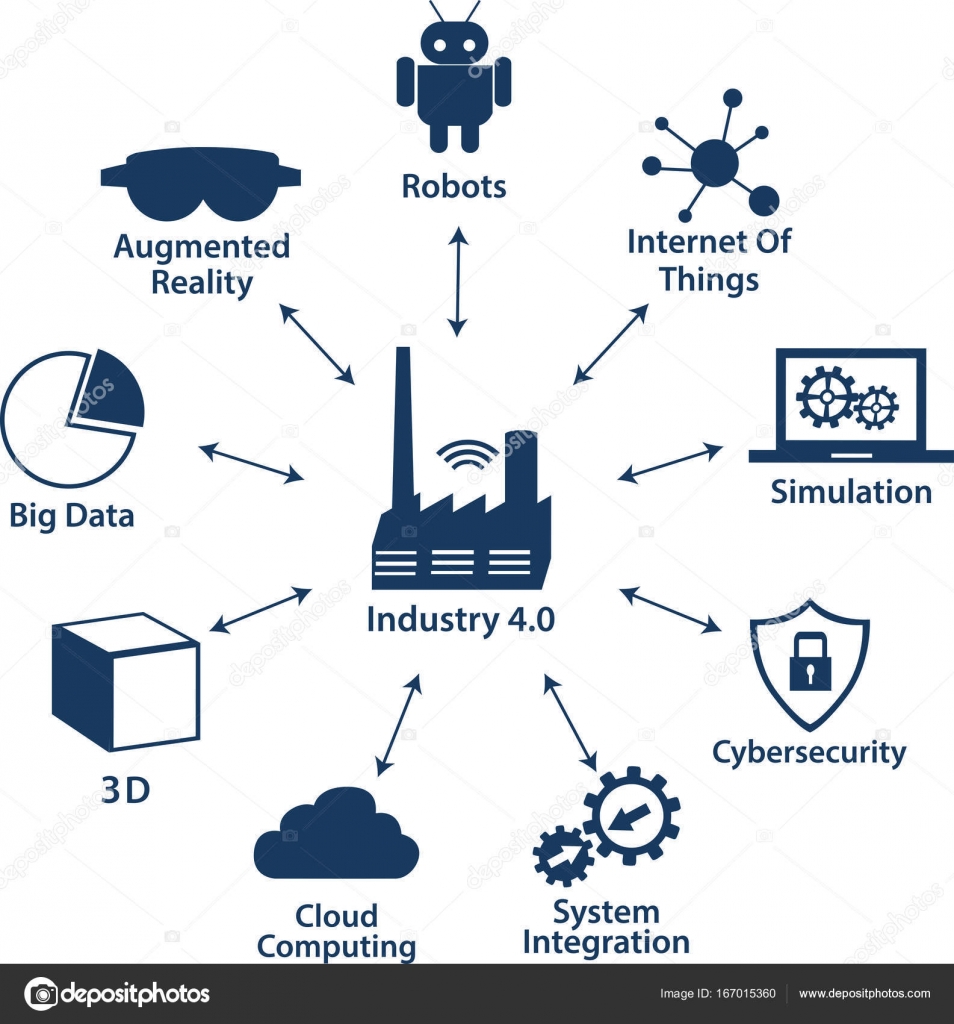 Robots
Internet Of
Things
Augmented
Reality
Simulation
Big Data
Industry 4.0
Cybersecurity
3D
Cloud
Computing
System
Integration
depositphotos
Image ID: 167015360
www.depositphotos.com